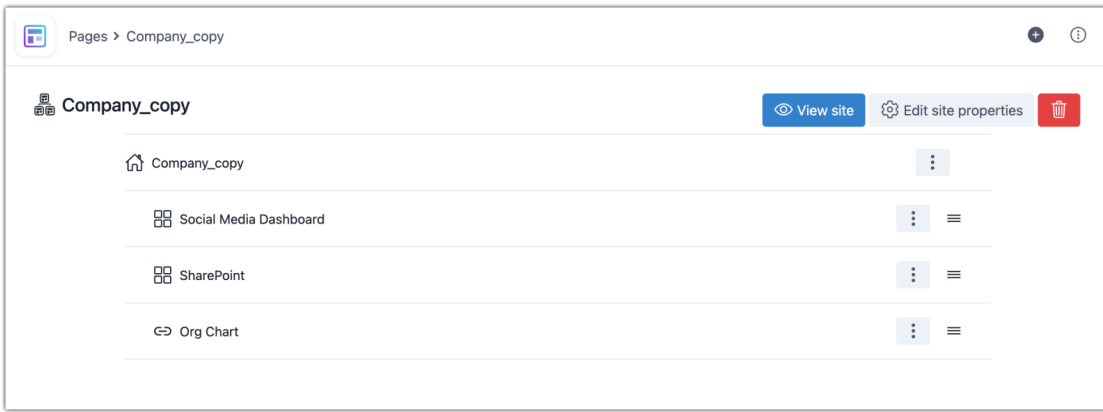 Pages > Company_copy
Company_copy
View site
Edit site properties
Company_copy
Social Media Dashboard
SharePoint
Org Chart